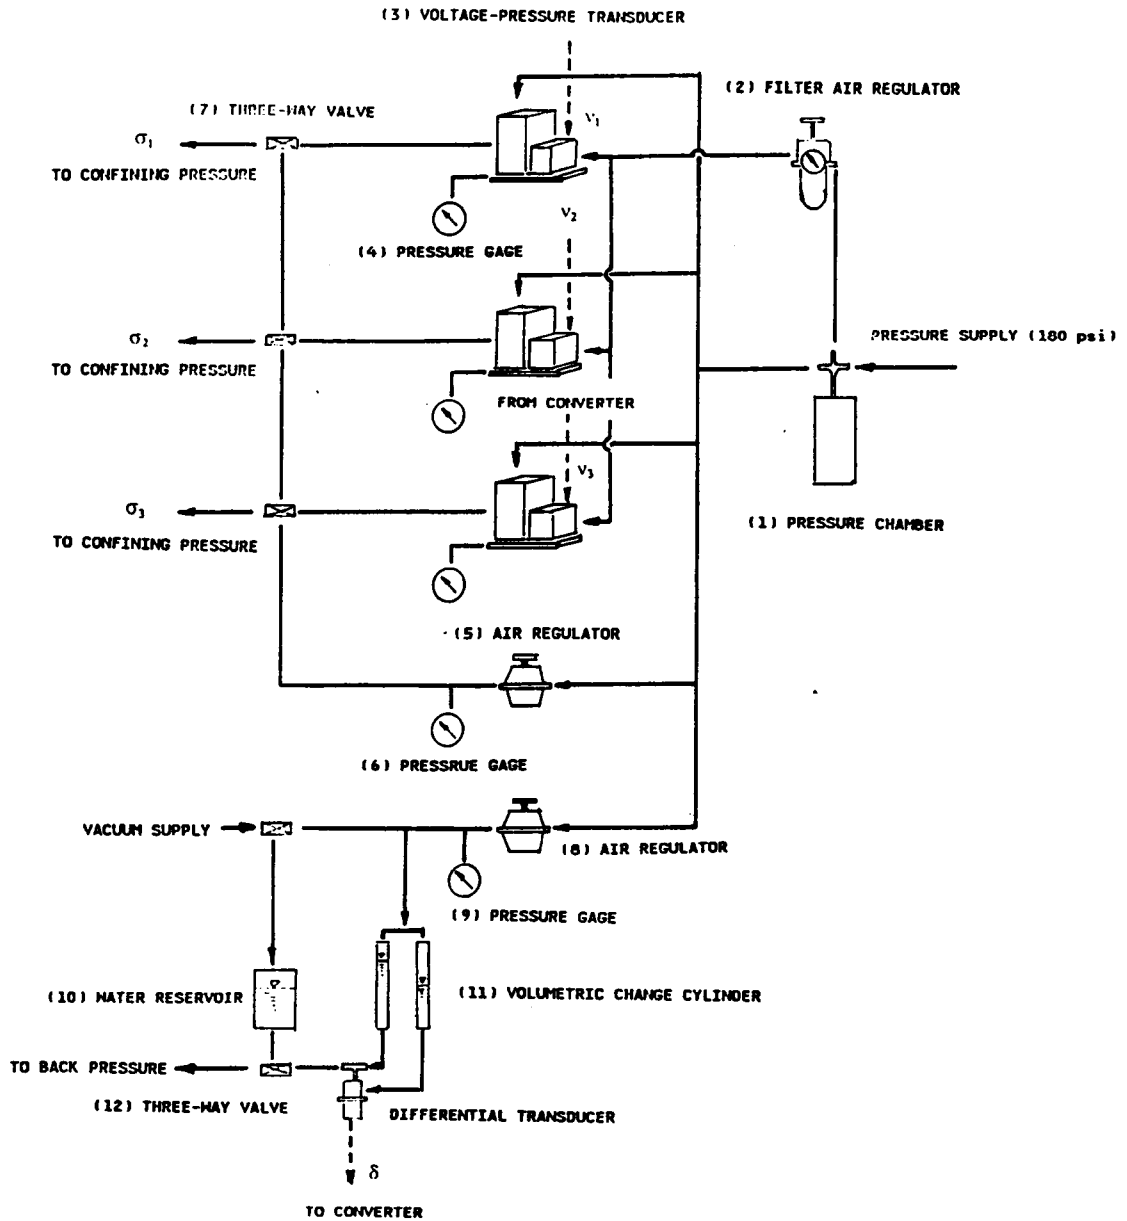 (3) VOLTAGE-PRESSURE TRANSDUCER
(2) FILTER AIR REGULATOR
(7) THREE-WAY VALVE
ν1
σ1
TO CONFINING PRESSURE
ν2
(4) PRESSURE GAGE
σ2
PRESSURE SUPPLY (180 psi)
TO CONFINING PRESSURE
FROM CONVERTER
ν3
σ3
(1) PRESSURE CHAMBER
TO CONFINING PRESSURE
(5) AIR REGULATOR
(6) PRESSRUE GAGE
VACUUM SUPPLY
(8) AIR REGULATOR
(9) PRESSURE GAGE
(10) WATER RESERVOIR
(11) VOLUMETRIC CHANGE CYLINDER
TO BACK PRESSURE
(12) THREE-WAY VALVE
DIFFERENTIAL TRANSDUCER
δ
TO CONVERTER